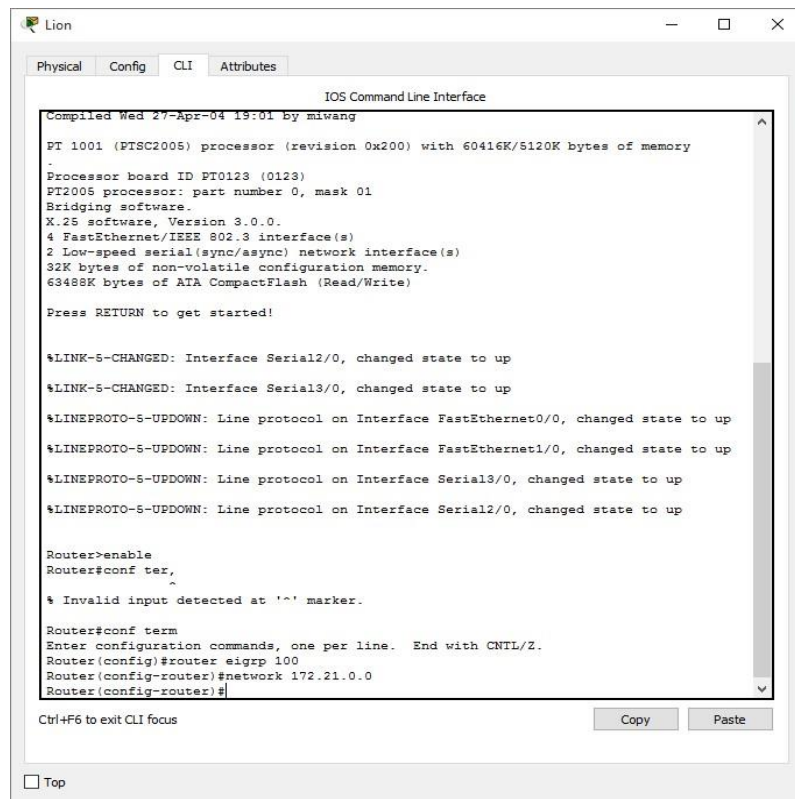 Lion
Physical Config CLI Attributes
IOS Command Line Interface
Compiled Wed 27-Apr-04 19:01 by miwang
PT 1001 (PTSC2005) processor (revision 0x200) with 60416K/5120K bytes of memory
.
Processor board ID PT0123 (0123)
PT2005 processor: part number 0, mask 01
Bridging software.
X.25 software, Version 3.0.0.
4 FastEthernet/IEEE 802.3 interface(s)
2 Low-speed serial(sync/async) network interface(s)
32K bytes of non-volatile configuration memory.
63488K bytes of ATA CompactFlash (Read/Write)
Press RETURN to get started!
%LINK-5-CHANGED: Interface Serial2/0, changed state to up
%LINK-5-CHANGED: Interface Serial3/0, changed state to up
%LINEPROTO-5-UPDOWN: Line protocol on Interface FastEthernet0/0, changed state to up
%LINEPROTO-5-UPDOWN: Line protocol on Interface FastEthernet1/0, changed state to up
%LINEPROTO-5-UPDOWN: Line protocol on Interface Serial3/0, changed state to up
%LINEPROTO-5-UPDOWN: Line protocol on Interface Serial2/0, changed state to up
Router>enable
Router#conf ter,
^
% Invalid input detected at '^' marker.
Router#conf term
Enter configuration commands, one per line. End with CNTL/Z.
Router(config)#router eigrp 100
Router(config-router)#network 172.21.0.0
Router(config-router)#
Ctrl+F6 to exit CLI focus
Copy Paste
Top